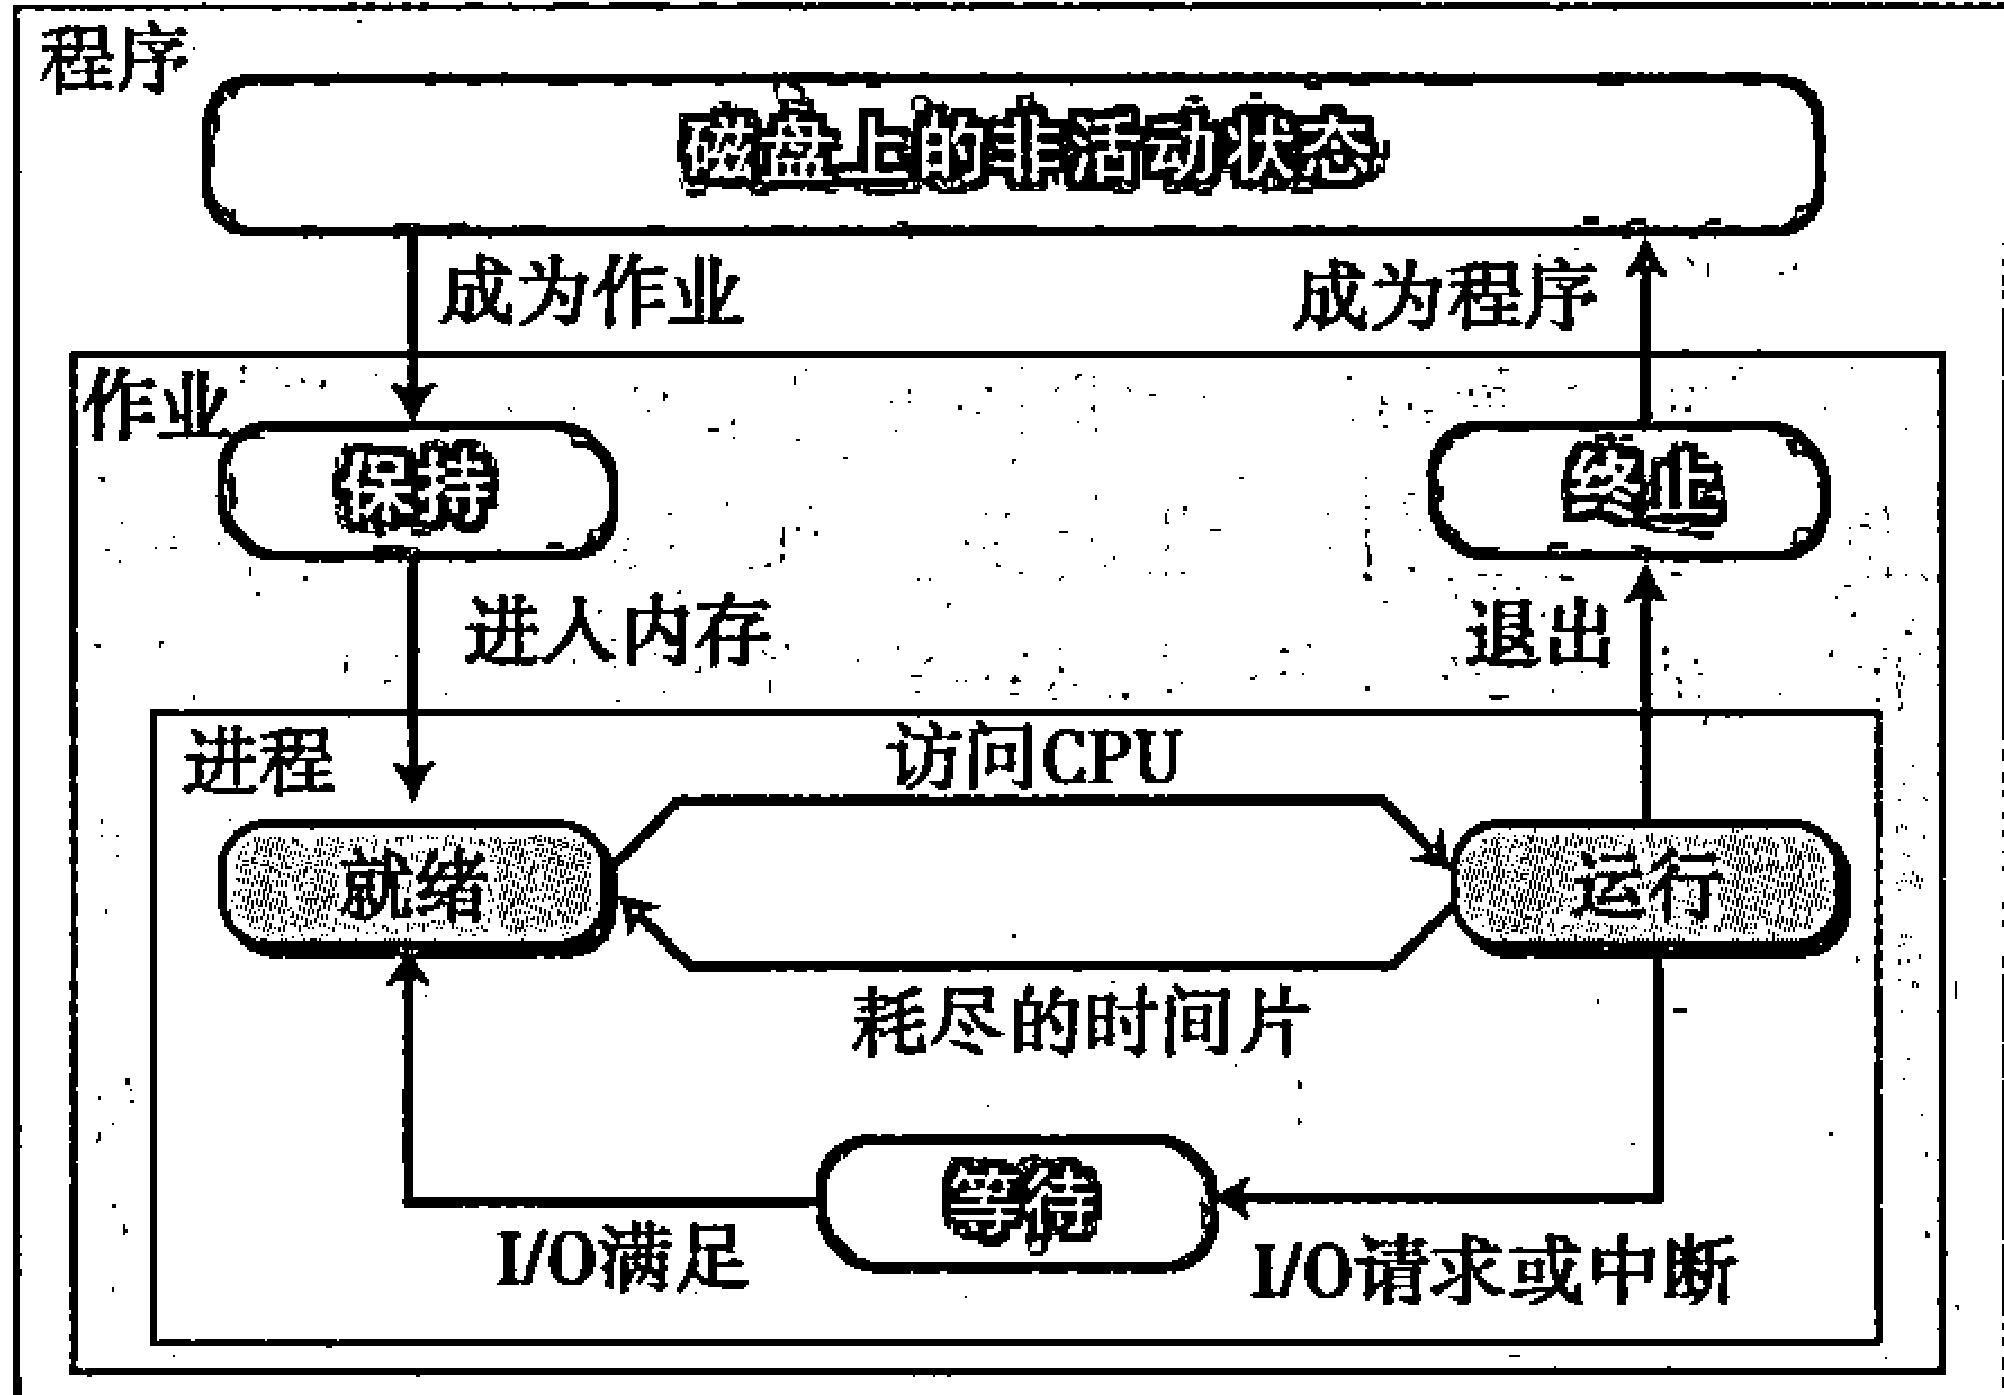 程序
磁盘上的非活动状态
成为作业
成为程序
作业
保持
终止
进入内存
退出
进程
访问CPU
就绪
运行
耗尽的时间片
等待
I/O满足
I/O请求或中断